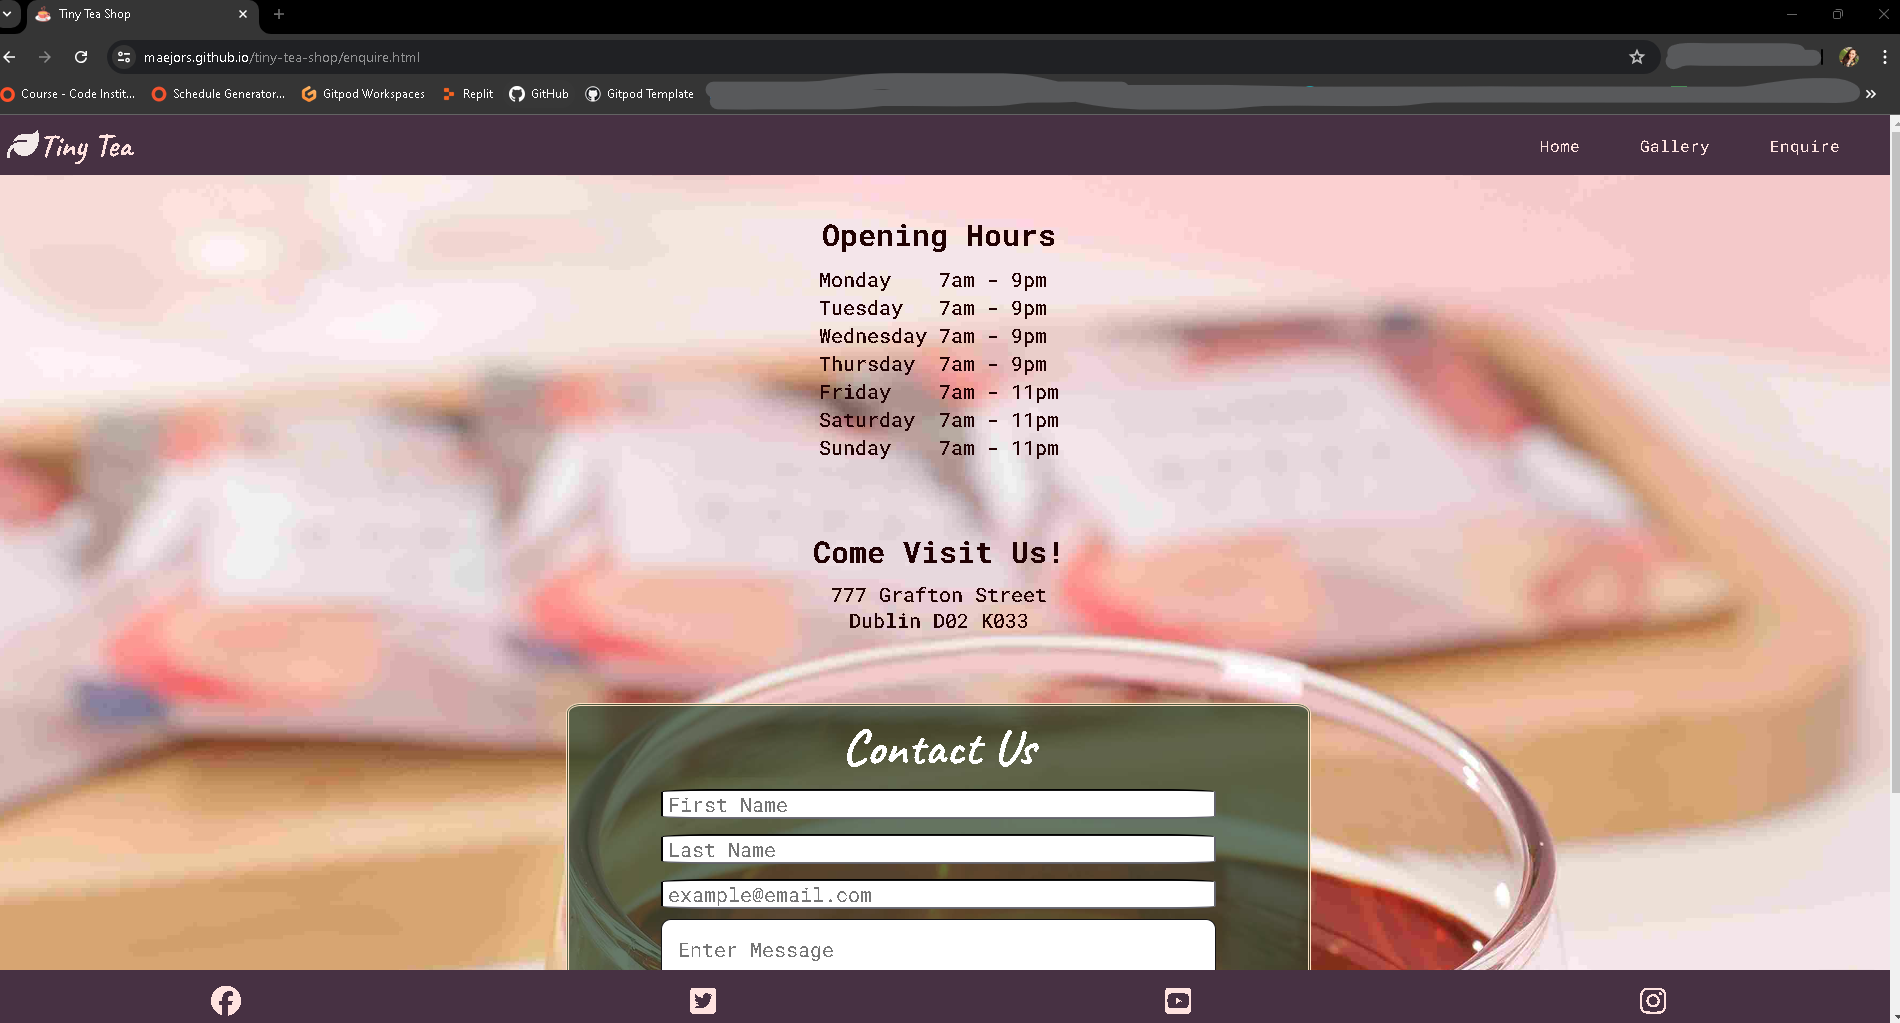 Tiny Tea Shop
maejors.github.io/tiny-tea-shop/enquire.html
Course - Code Instit... Schedule Generator... Gitpod Workspaces Replit GitHub Gitpod Template
Tiny Tea
Home Gallery Enquire
Opening Hours
Monday 7am - 9pm
Tuesday 7am - 9pm
Wednesday 7am - 9pm
Thursday 7am - 9pm
Friday 7am - 11pm
Saturday 7am - 11pm
Sunday 7am - 11pm
Come Visit Us!
777 Grafton Street
Dublin D02 K033
Contact Us
First Name
Last Name
example@email.com
Enter Message